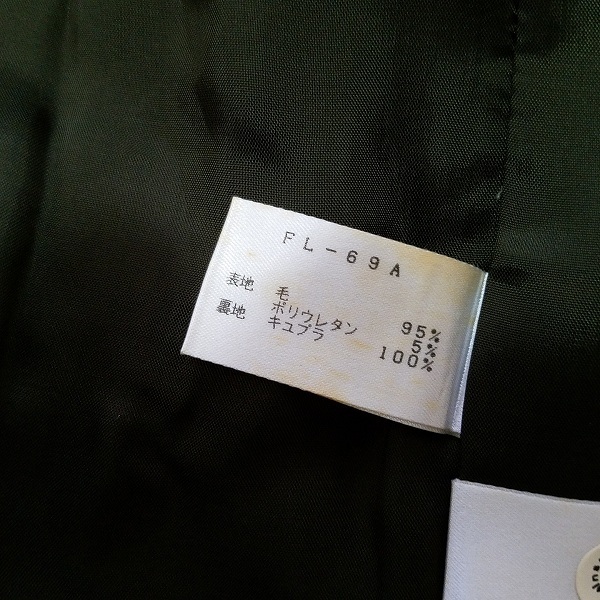 FL-69A
表地 毛 95%
ポリウレタン 5%
裏地 キュプラ 100%